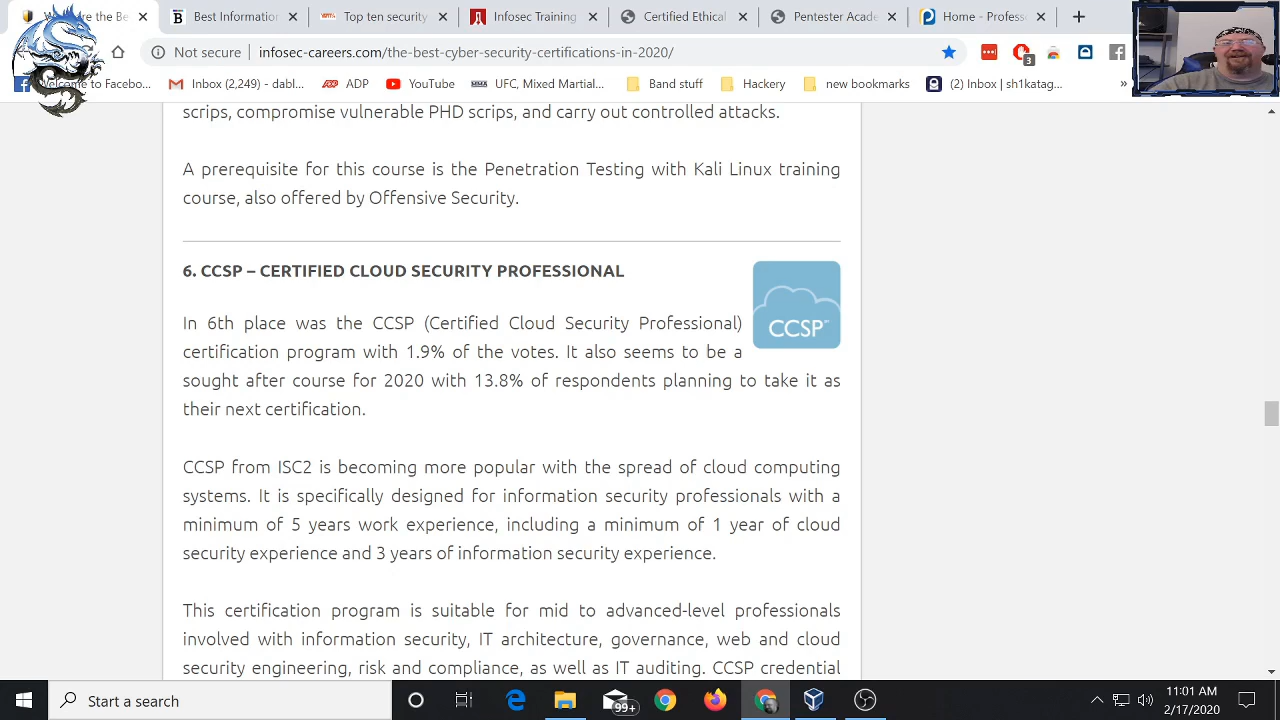 the Be
Best Informatio
Top ten security
Infosec
Certified Ethic
Pentester Acad
Home - Profess
Not secure
infosec-careers.com/the-best-cyber-security-certifications-in-2020/
3
Welcome to Facebo...
Inbox (2,249) - dabl...
ADP
UFC, Mixed Martial...
Band stuff
Hackery
new bookmarks
(2) Inbox | sh1katag...
»
scrips, compromise vulnerable PHD scrips, and carry out controlled attacks.
A prerequisite for this course is the Penetration Testing with Kali Linux training
course, also offered by Offensive Security.
6. CCSP – CERTIFIED CLOUD SECURITY PROFESSIONAL
CCSP
In 6th place was the CCSP (Certified Cloud Security Professional)
certification program with 1.9% of the votes. It also seems to be a
sought after course for 2020 with 13.8% of respondents planning to take it as
their next certification.
CCSP from ISC2 is becoming more popular with the spread of cloud computing
systems. It is specifically designed for information security professionals with a
minimum of 5 years work experience, including a minimum of 1 year of cloud
security experience and 3 years of information security experience.
This certification program is suitable for mid to advanced-level professionals
involved with information security, IT architecture, governance, web and cloud
security engineering, risk and compliance, as well as IT auditing. CCSP credential
Start a search
99+
11:01 AM
2/17/2020